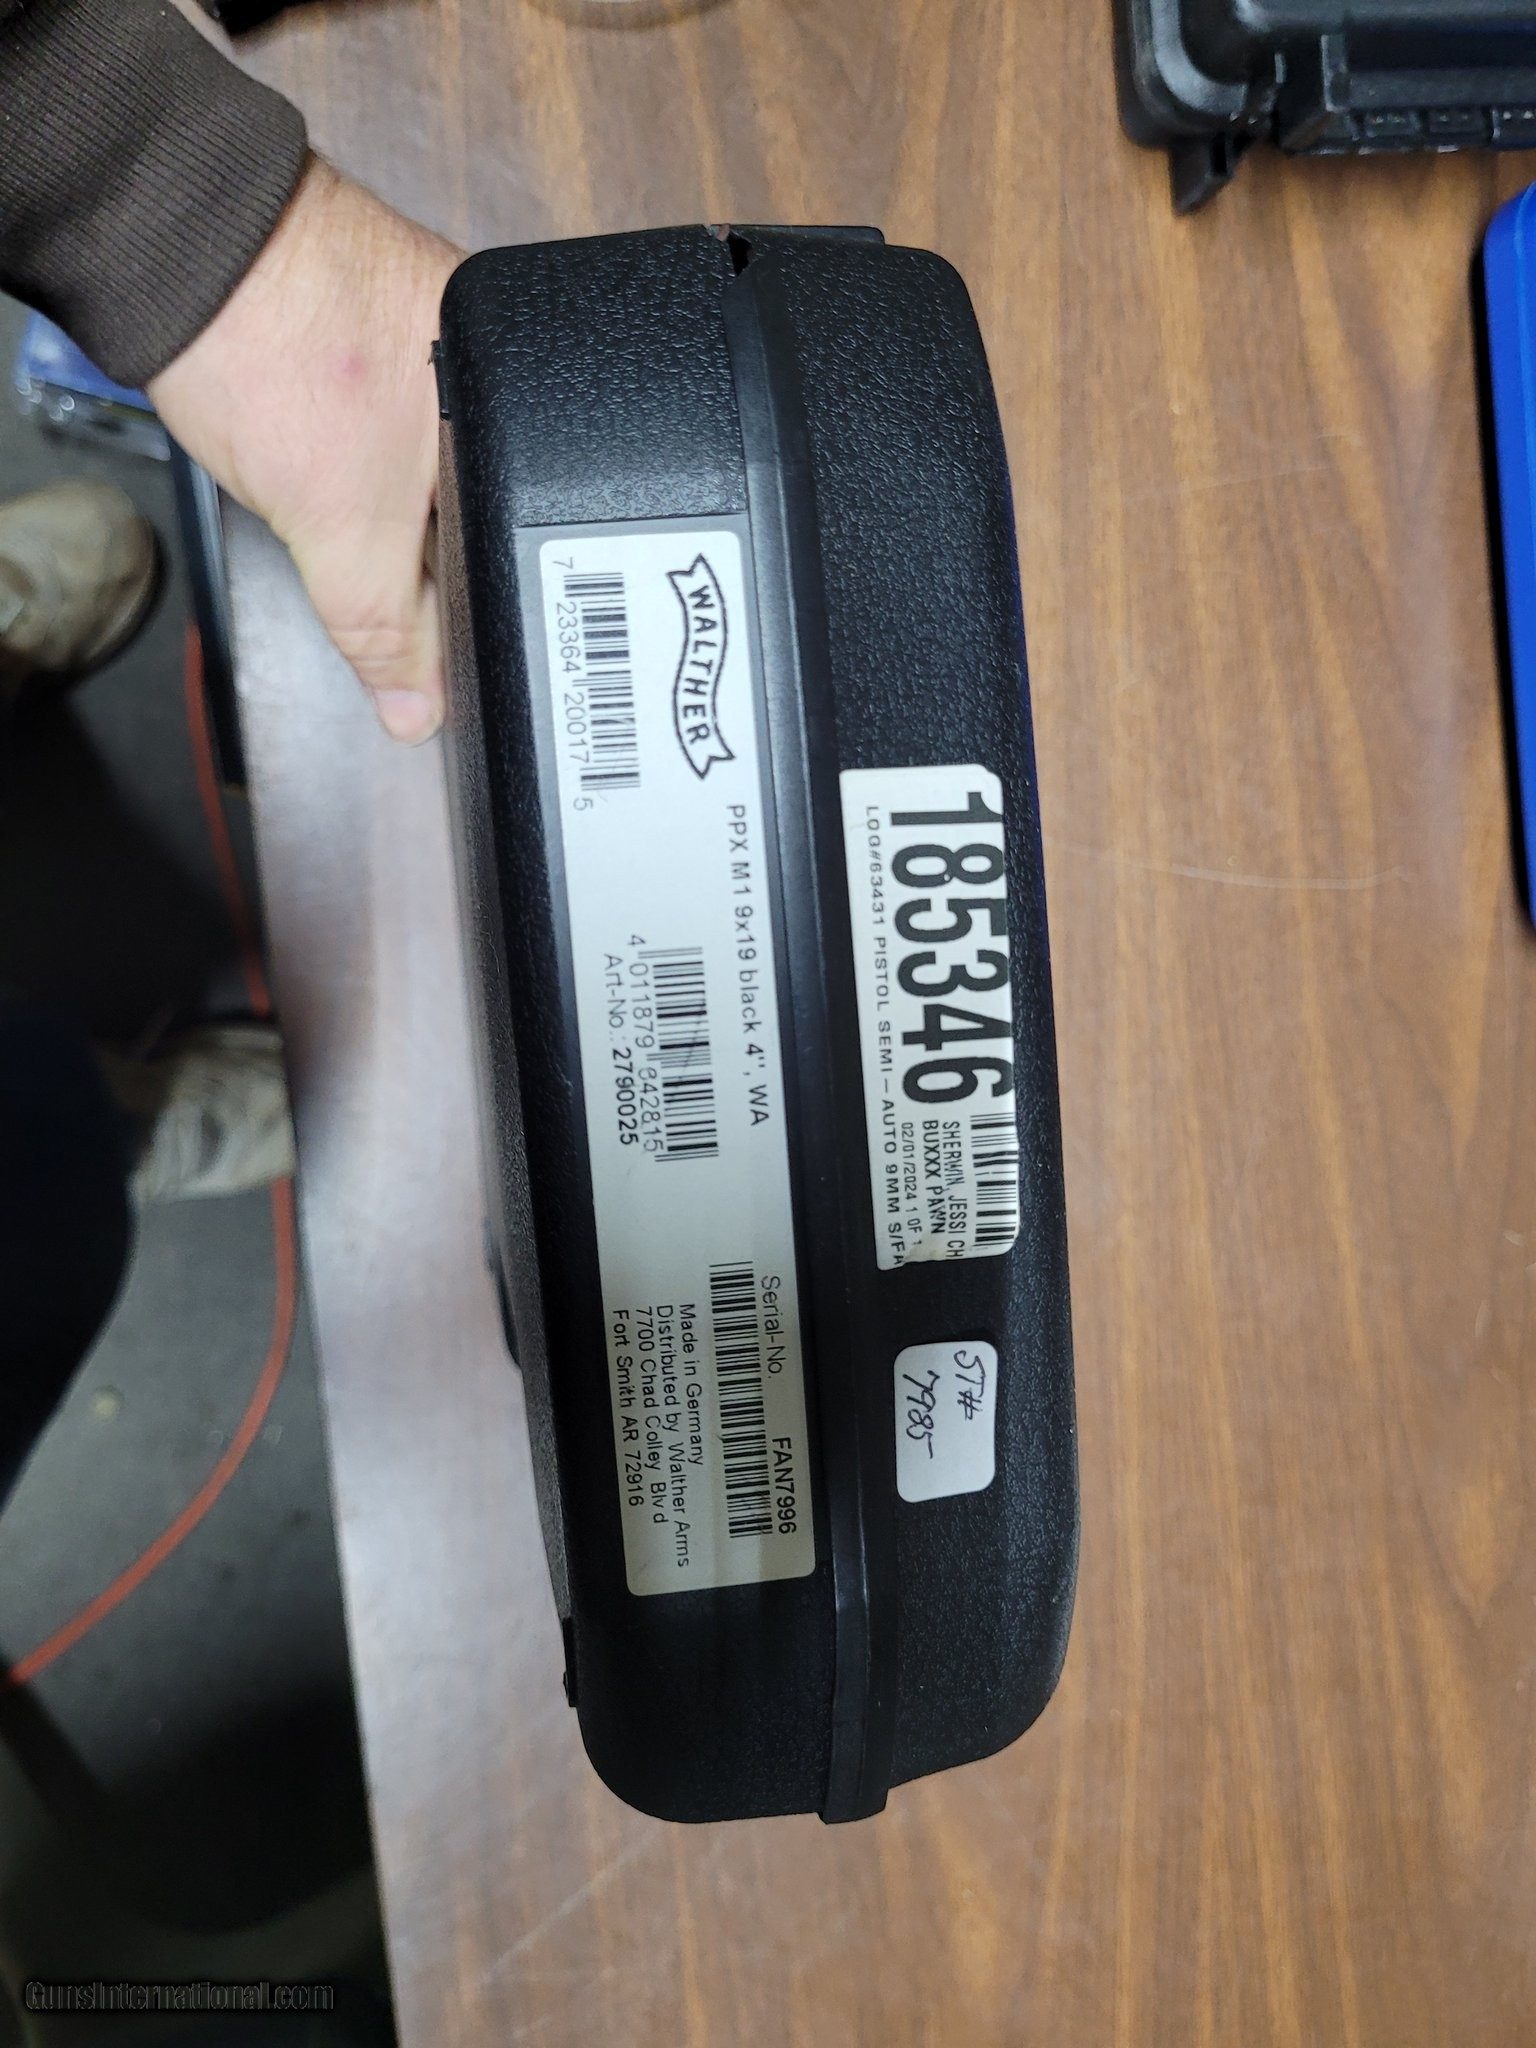 WALTHER
7 23364 20017 5
PPX M1 9x19 black 4", WA
4 011879 842815
Art-No.: 2790025
Serial-No. FAN7996
Made in Germany
Distributed by Walther Arms
7700 Chad Colley Blvd
Fort Smith AR 72916
185346
SHERWIN, JESSI CH
BUXXX PAWN
02/01/2024 1 OF 1
LOG#63431 PISTOL SEMI-AUTO 9MM S/FA
ST#
7985
GunsInternational.com